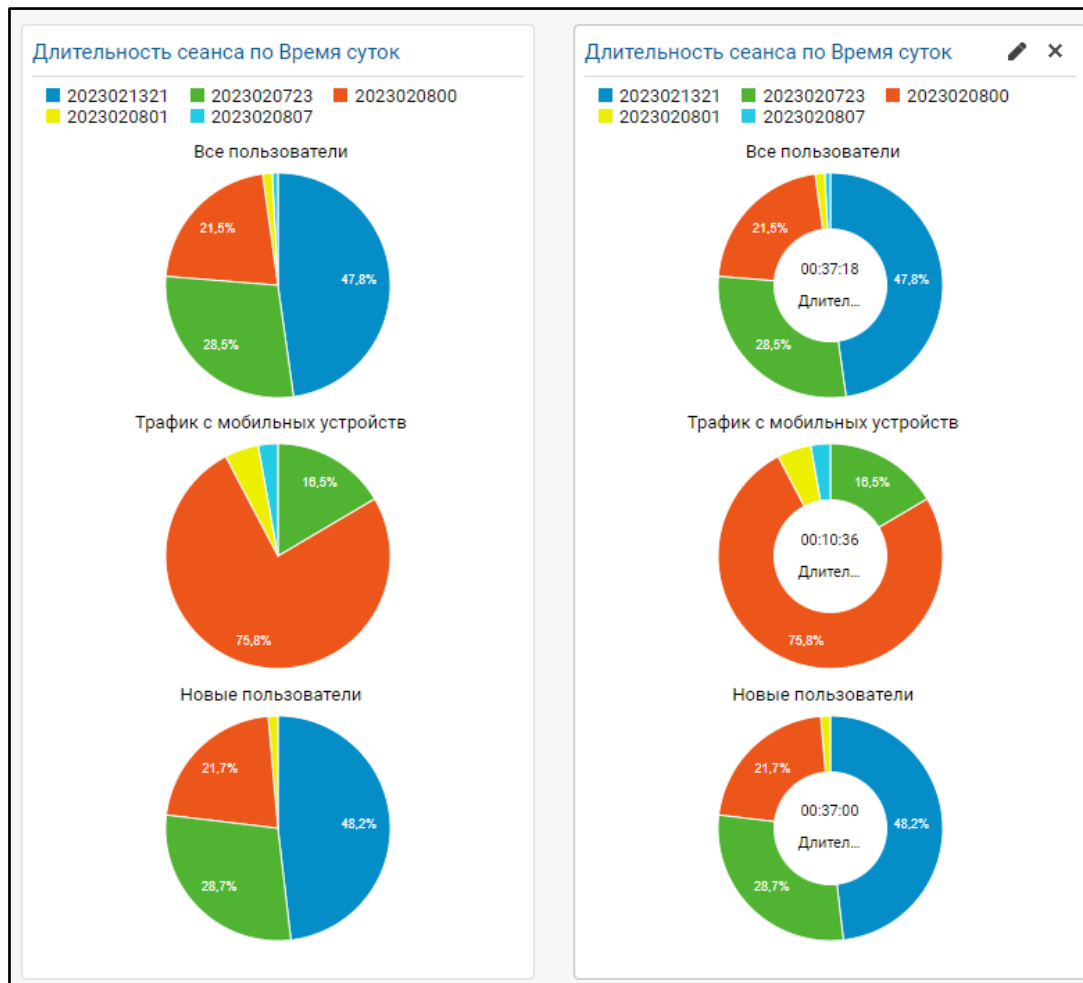 Длительность сеанса по Время суток
2023021321 2023020723 2023020800
2023020801 2023020807
Все пользователи
21,5%
47,8%
28,5%
Трафик с мобильных устройств
16,5%
75,8%
Новые пользователи
21,7%
48,2%
28,7%
Длительность сеанса по Время суток
2023021321 2023020723 2023020800
2023020801 2023020807
Все пользователи
21,5%
00:37:18
47,8%
Длител...
28,5%
Трафик с мобильных устройств
16,5%
00:10:36
Длител...
75,8%
Новые пользователи
21,7%
00:37:00
48,2%
Длител...
28,7%